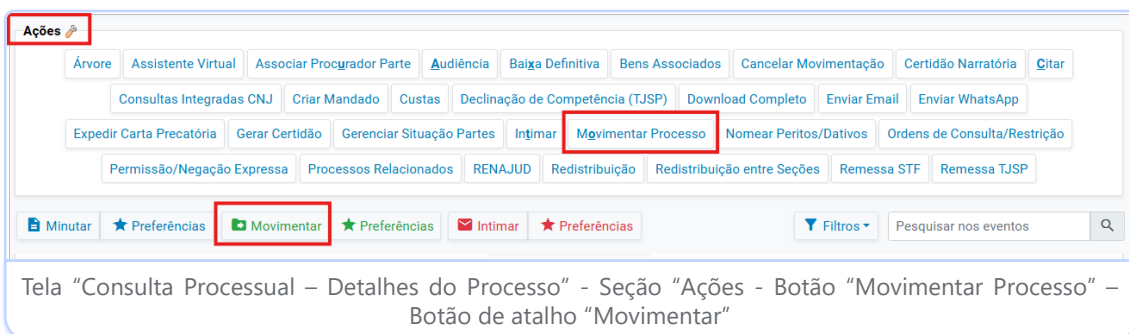 Ações
Árvore Assistente Virtual Associar Procurador Parte Audiência Baixa Definitiva Bens Associados Cancelar Movimentação Certidão Narratória Citar
Consultas Integradas CNJ Criar Mandado Custas Declinação de Competência (TJSP) Download Completo Enviar Email Enviar WhatsApp
Expedir Carta Precatória Gerar Certidão Gerenciar Situação Partes Intimar Movimentar Processo Nomear Peritos/Dativos Ordens de Consulta/Restrição
Permissão/Negação Expressa Processos Relacionados RENAJUD Redistribuição Redistribuição entre Seções Remessa STF Remessa TJSP
Minutar Preferências Movimentar Preferências Intimar Preferências Filtros Pesquisar nos eventos
Tela “Consulta Processual – Detalhes do Processo” - Seção “Ações - Botão “Movimentar Processo” –
Botão de atalho “Movimentar”